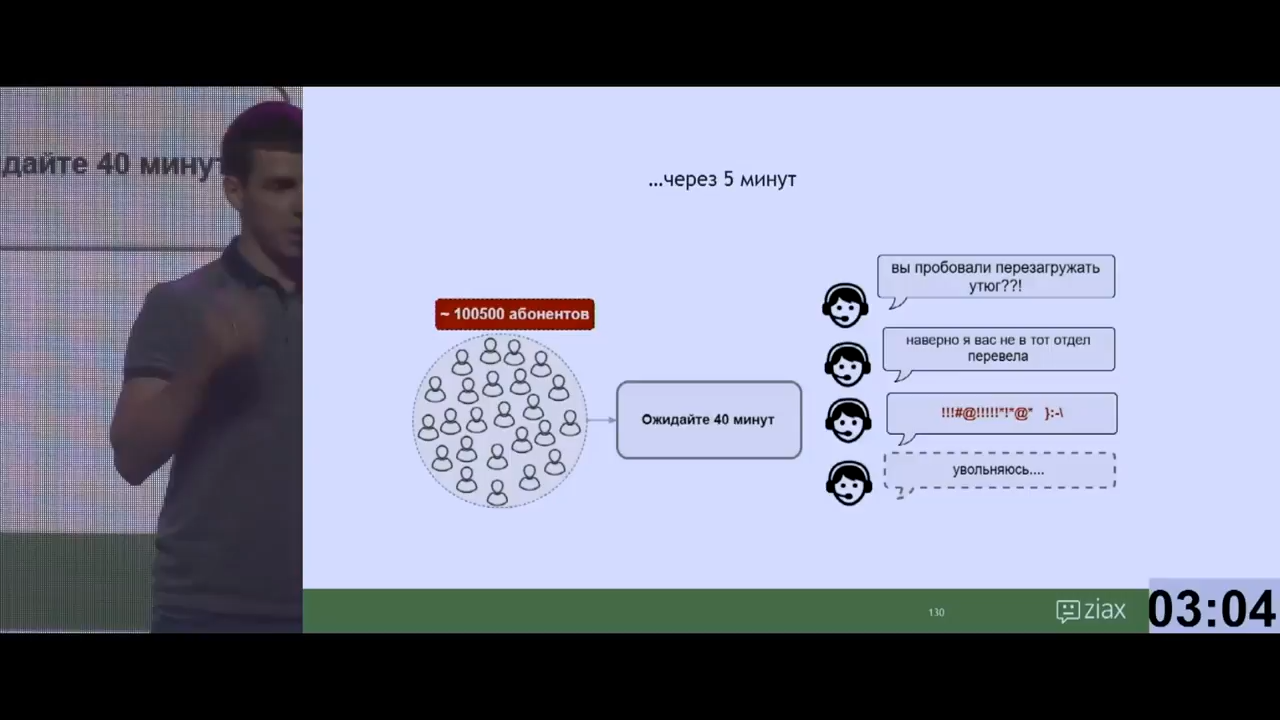 дайте 40 минут
...через 5 минут
~ 100500 абонентов
Ожидайте 40 минут
вы пробовали перезагружать
утюг??!
наверно я вас не в тот отдел
перевела
!!!#@!!!!!"!"@" }:-\
увольняюсь....
130
ziax
03:04